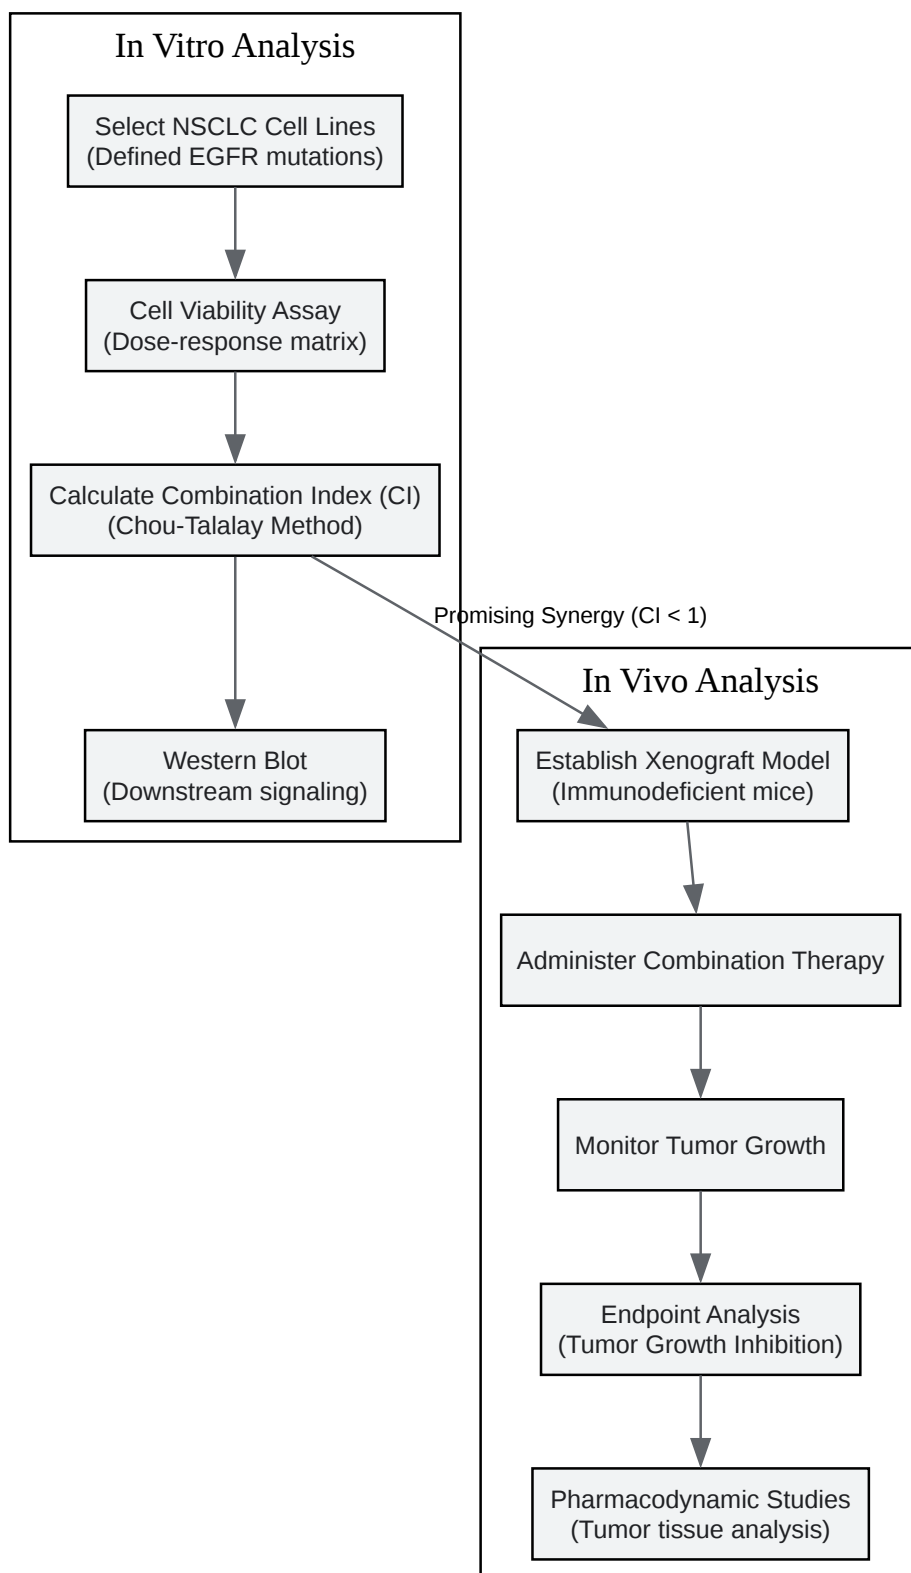 In Vitro Analysis
Select NSCLC Cell Lines
(Defined EGFR mutations)
Cell Viability Assay
(Dose-response matrix)
Calculate Combination Index (CI)
(Chou-Talalay Method)
Promising Synergy (CI < 1)
Western Blot
(Downstream signaling)
In Vivo Analysis
Establish Xenograft Model
(Immunodeficient mice)
Administer Combination Therapy
Monitor Tumor Growth
Endpoint Analysis
(Tumor Growth Inhibition)
Pharmacodynamic Studies
(Tumor tissue analysis)